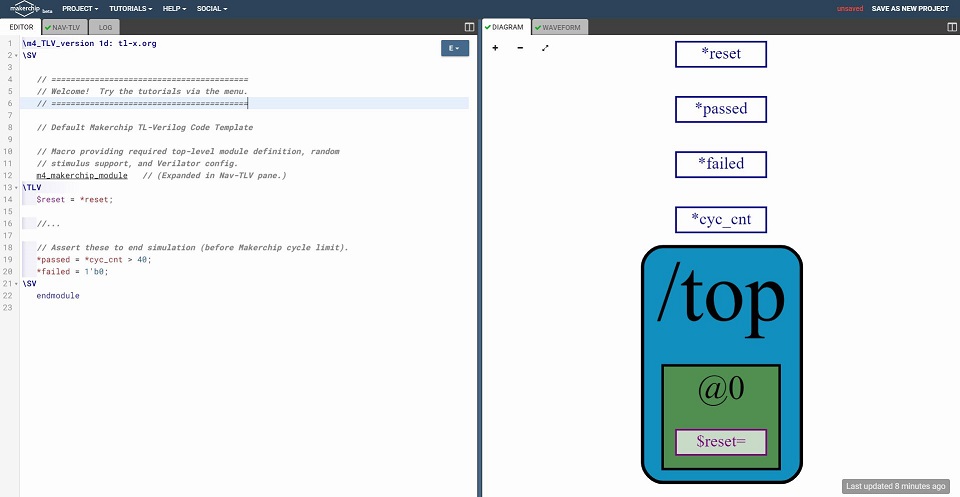 makerchip beta PROJECT TUTORIALS HELP SOCIAL unsaved SAVE AS NEW PROJECT
EDITOR NAV-TLV LOG
E
1 \m4_TLV_version 1d: tl-x.org
2 \SV
3
4 // =========================================
5 // Welcome!  Try the tutorials via the menu.
6 // =========================================
7
8 // Default Makerchip TL-Verilog Code Template
9
10 // Macro providing required top-level module definition, random
11 // stimulus support, and Verilator config.
12 m4_makerchip_module   // (Expanded in Nav-TLV pane.)
13 \TLV
14 $reset = *reset;
15
16 //...
17
18 // Assert these to end simulation (before Makerchip cycle limit).
19 *passed = *cyc_cnt > 40;
20 *failed = 1'b0;
21 \SV
22 endmodule
23
DIAGRAM WAVEFORM
+ −
*reset
*passed
*failed
*cyc_cnt
/top
@0
$reset=
Last updated 8 minutes ago